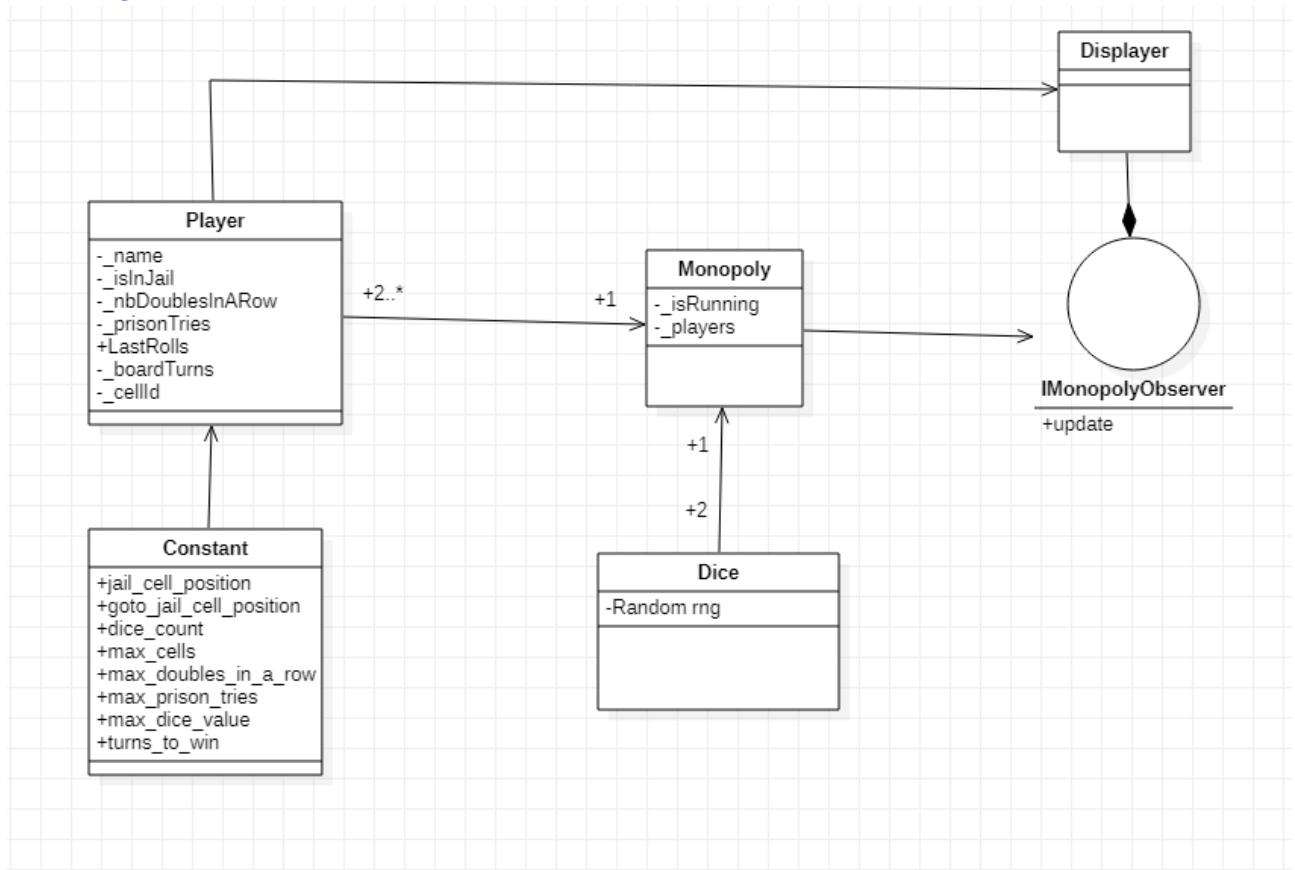 Displayer
Player
-_name
-_isInJail
-_nbDoublesInARow
-_prisonTries
+LastRolls
-_boardTurns
-_cellId
+2..*
+1
Monopoly
-_isRunning
-_players
IMonopolyObserver
+update
+1
+2
Constant
+jail_cell_position
+goto_jail_cell_position
+dice_count
+max_cells
+max_doubles_in_a_row
+max_prison_tries
+max_dice_value
+turns_to_win
Dice
-Random rng